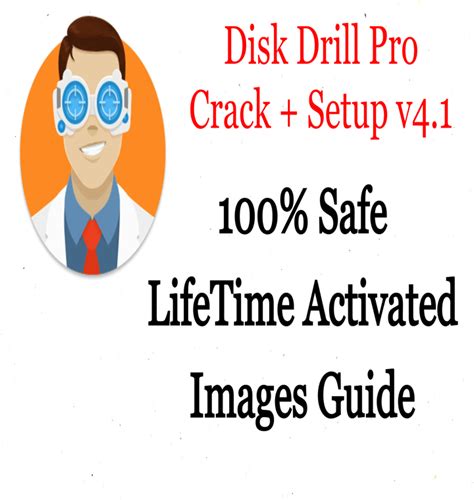 Disk Drill Pro
Crack + Setup v4.1
100% Safe
LifeTime Activated
Images Guide